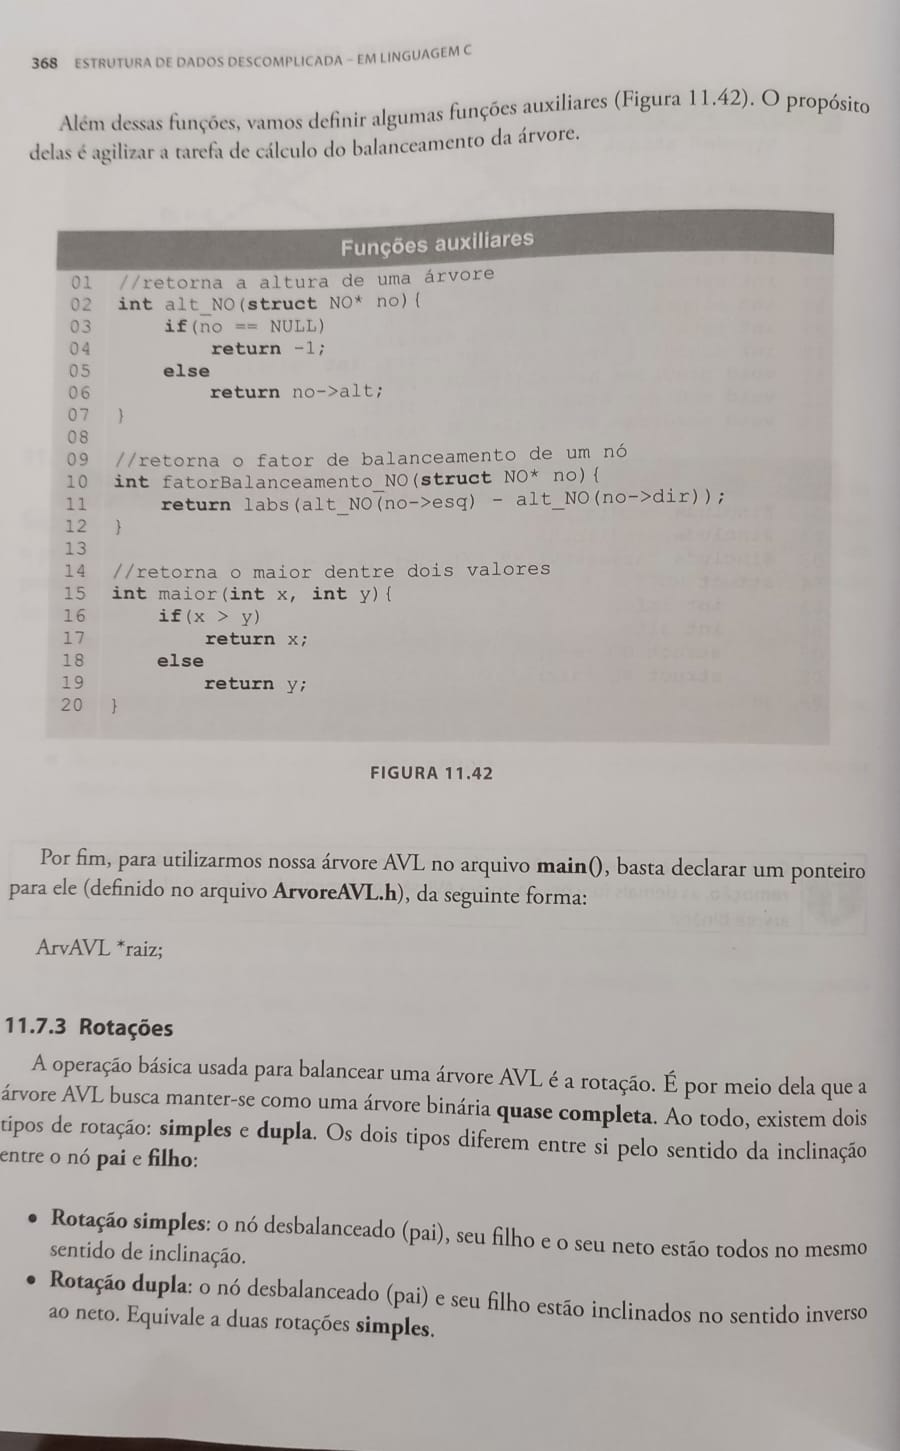 368 ESTRUTURA DE DADOS DESCOMPLICADA – EM LINGUAGEM C
Além dessas funções, vamos definir algumas funções auxiliares (Figura 11.42). O propósito
delas é agilizar a tarefa de cálculo do balanceamento da árvore.
Funções auxiliares
01 //retorna a altura de uma árvore
02 int alt_NO(struct NO* no){
03     if(no == NULL)
04         return -1;
05     else
06         return no->alt;
07 }
08
09 //retorna o fator de balanceamento de um nó
10 int fatorBalanceamento_NO(struct NO* no){
11     return labs(alt_NO(no->esq) - alt_NO(no->dir));
12 }
13
14 //retorna o maior dentre dois valores
15 int maior(int x, int y){
16     if(x > y)
17         return x;
18     else
19         return y;
20 }
FIGURA 11.42
Por fim, para utilizarmos nossa árvore AVL no arquivo main(), basta declarar um ponteiro
para ele (definido no arquivo ArvoreAVL.h), da seguinte forma:
ArvAVL *raiz;
11.7.3 Rotações
A operação básica usada para balancear uma árvore AVL é a rotação. É por meio dela que a
árvore AVL busca manter-se como uma árvore binária quase completa. Ao todo, existem dois
tipos de rotação: simples e dupla. Os dois tipos diferem entre si pelo sentido da inclinação
entre o nó pai e filho:
• Rotação simples: o nó desbalanceado (pai), seu filho e o seu neto estão todos no mesmo
sentido de inclinação.
• Rotação dupla: o nó desbalanceado (pai) e seu filho estão inclinados no sentido inverso
ao neto. Equivale a duas rotações simples.